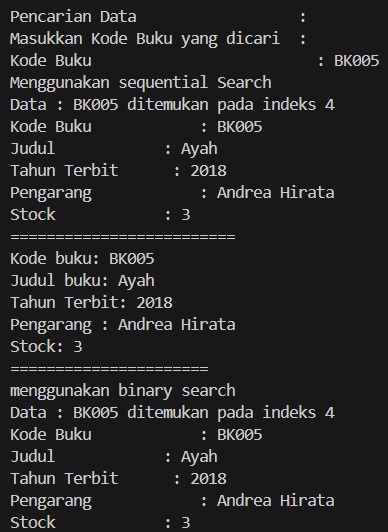 Pencarian Data                  :
Masukkan Kode Buku yang dicari  :
Kode Buku                         : BK005
Menggunakan sequential Search
Data : BK005 ditemukan pada indeks 4
Kode Buku            : BK005
Judul            : Ayah
Tahun Terbit      : 2018
Pengarang            : Andrea Hirata
Stock            : 3
=========================
Kode buku: BK005
Judul buku: Ayah
Tahun Terbit: 2018
Pengarang : Andrea Hirata
Stock: 3
======================
menggunakan binary search
Data : BK005 ditemukan pada indeks 4
Kode Buku            : BK005
Judul            : Ayah
Tahun Terbit      : 2018
Pengarang            : Andrea Hirata
Stock            : 3